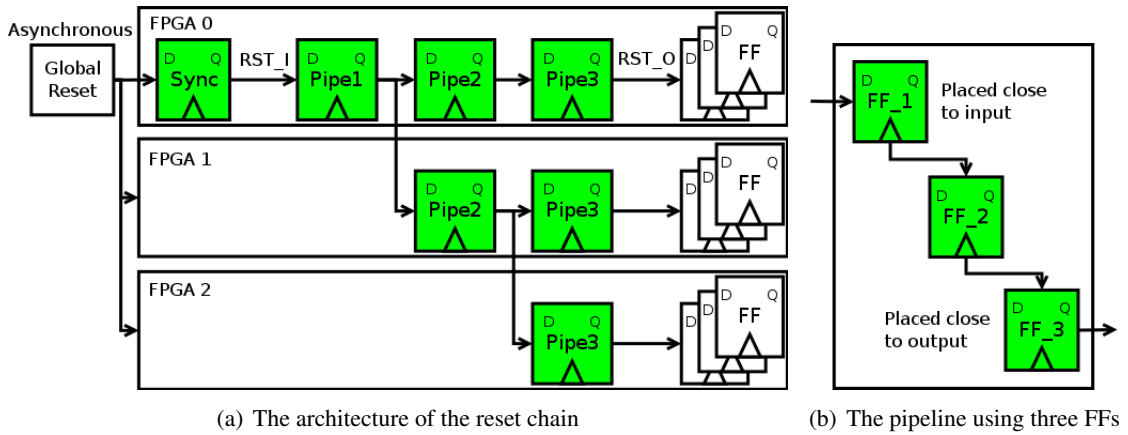 Asynchronous
Global
Reset
FPGA 0
D Q
Sync
RST_I
D Q
Pipe1
D Q
Pipe2
D Q
Pipe3
RST_O
D
D
D Q
FF
FPGA 1
D Q
Pipe2
D Q
Pipe3
D
D
D Q
FF
FPGA 2
D Q
Pipe3
D
D
D Q
FF
(a) The architecture of the reset chain
D Q
FF_1
Placed close
to input
D Q
FF_2
D Q
FF_3
Placed close
to output
(b) The pipeline using three FFs